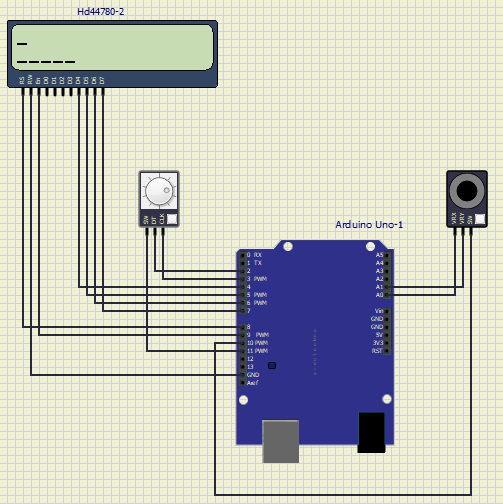 Hd44780-2
RS RW En D0 D1 D2 D3 D4 D5 D6 D7
SW DT CLK
VRX VRY SW
Arduino Uno-1
0 RX
1 TX
2
3 PWM
4
5 PWM
6 PWM
7
8
9 PWM
10 PWM
11 PWM
12
13
GND
Aref
A5
A4
A3
A2
A1
A0
Vin
GND
GND
5V
3V3
RST